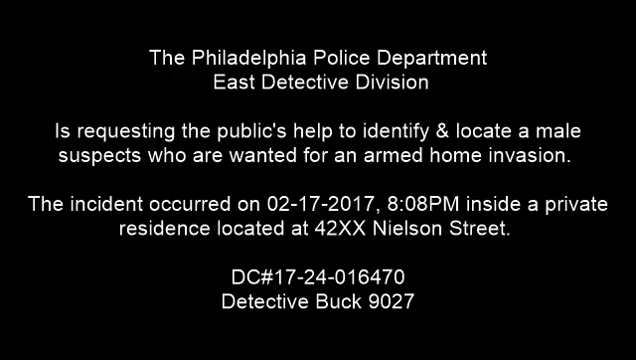 The Philadelphia Police Department
East Detective Division
Is requesting the public's help to identify & locate a male
suspects who are wanted for an armed home invasion.
The incident occurred on 02-17-2017, 8:08PM inside a private
residence located at 42XX Nielson Street.
DC#17-24-016470
Detective Buck 9027